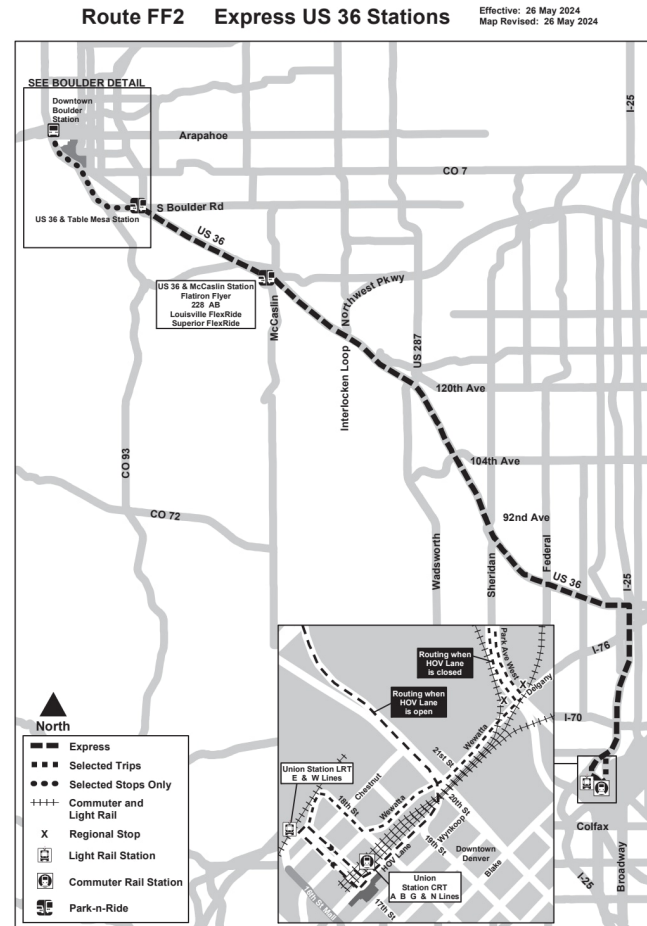 Route FF2 Express US 36 Stations
Effective: 26 May 2024
Map Revised: 26 May 2024
SEE BOULDER DETAIL
Downtown
Boulder
Station
Arapahoe
I-25
CO 7
S Boulder Rd
US 36 & Table Mesa Station
US 36
US 36 & McCaslin Station
Flatiron Flyer
228 AB
Louisville FlexRide
Superior FlexRide
McCaslin
Northwest Pkwy
Interlocken Loop
US 287
120th Ave
CO 93
104th Ave
CO 72
92nd Ave
Wadsworth
Sheridan
Federal
US 36
I-25
I-76
I-70
Colfax
I-25
Broadway
Routing when
HOV Lane
is closed
Park Ave West
X
X
Delgany
Routing when
HOV Lane
is open
Wewatta
21st St
Union Station LRT
E & W Lines
Chestnut
18th St
Wewatta
20th St
Wynkoop
19th St
HOV Lane
Downtown
Denver
Blake
Union
Station CRT
A B G & N Lines
16th St Mall
17th St
North
Express
Selected Trips
Selected Stops Only
Commuter and
Light Rail
X Regional Stop
Light Rail Station
Commuter Rail Station
Park-n-Ride